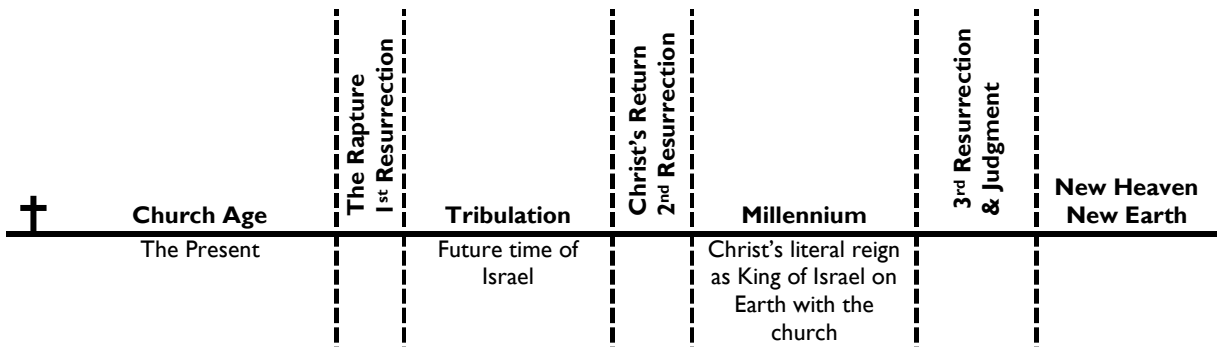 Church Age
The Present
The Rapture
1st Resurrection
Tribulation
Future time of
Israel
Christ's Return
2nd Resurrection
Millennium
Christ's literal reign
as King of Israel on
Earth with the
church
3rd Resurrection
& Judgment
New Heaven
New Earth